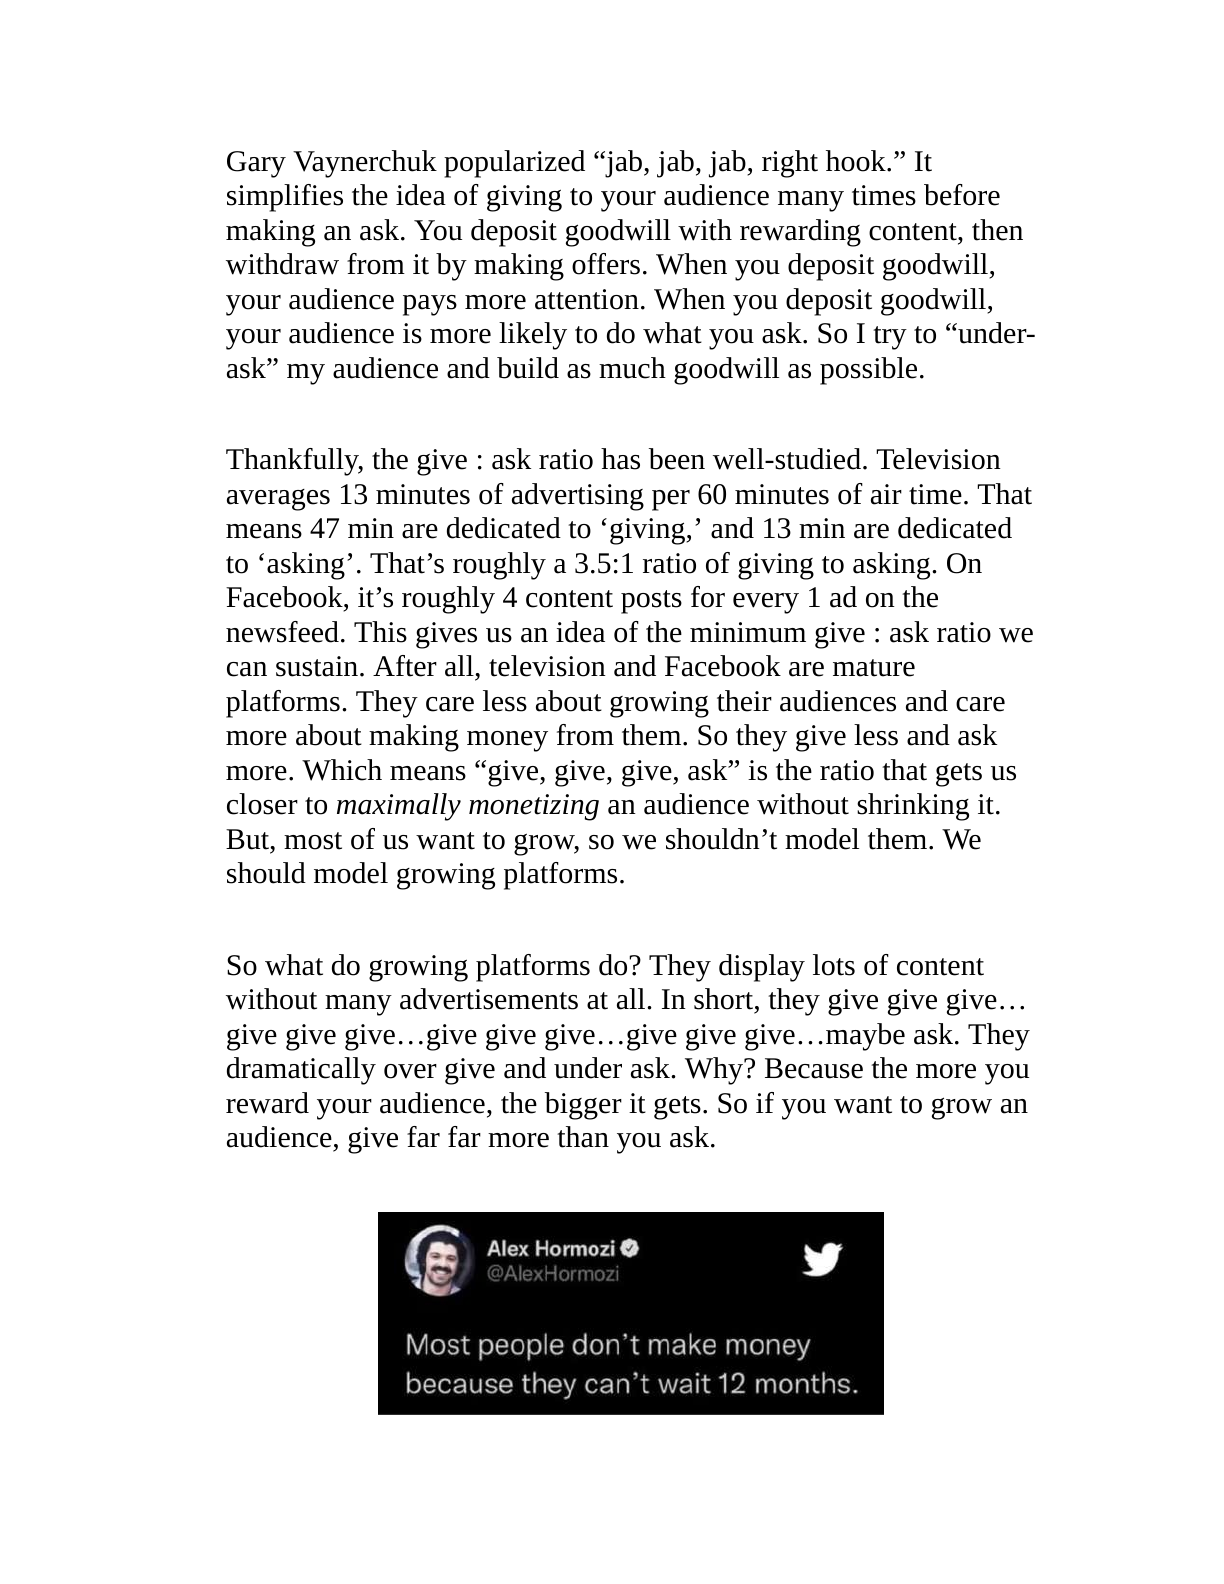 Gary Vaynerchuk popularized “jab, jab, jab, right hook.” It
simplifies the idea of giving to your audience many times before
making an ask. You deposit goodwill with rewarding content, then
withdraw from it by making offers. When you deposit goodwill,
your audience pays more attention. When you deposit goodwill,
your audience is more likely to do what you ask. So I try to “under-
ask” my audience and build as much goodwill as possible.
Thankfully, the give : ask ratio has been well-studied. Television
averages 13 minutes of advertising per 60 minutes of air time. That
means 47 min are dedicated to ‘giving,’ and 13 min are dedicated
to ‘asking’. That’s roughly a 3.5:1 ratio of giving to asking. On
Facebook, it’s roughly 4 content posts for every 1 ad on the
newsfeed. This gives us an idea of the minimum give : ask ratio we
can sustain. After all, television and Facebook are mature
platforms. They care less about growing their audiences and care
more about making money from them. So they give less and ask
more. Which means “give, give, give, ask” is the ratio that gets us
closer to maximally monetizing an audience without shrinking it.
But, most of us want to grow, so we shouldn’t model them. We
should model growing platforms.
So what do growing platforms do? They display lots of content
without many advertisements at all. In short, they give give give…
give give give…give give give…give give give…maybe ask. They
dramatically over give and under ask. Why? Because the more you
reward your audience, the bigger it gets. So if you want to grow an
audience, give far far more than you ask.
Alex Hormozi
@AlexHormozi
Most people don’t make money
because they can’t wait 12 months.